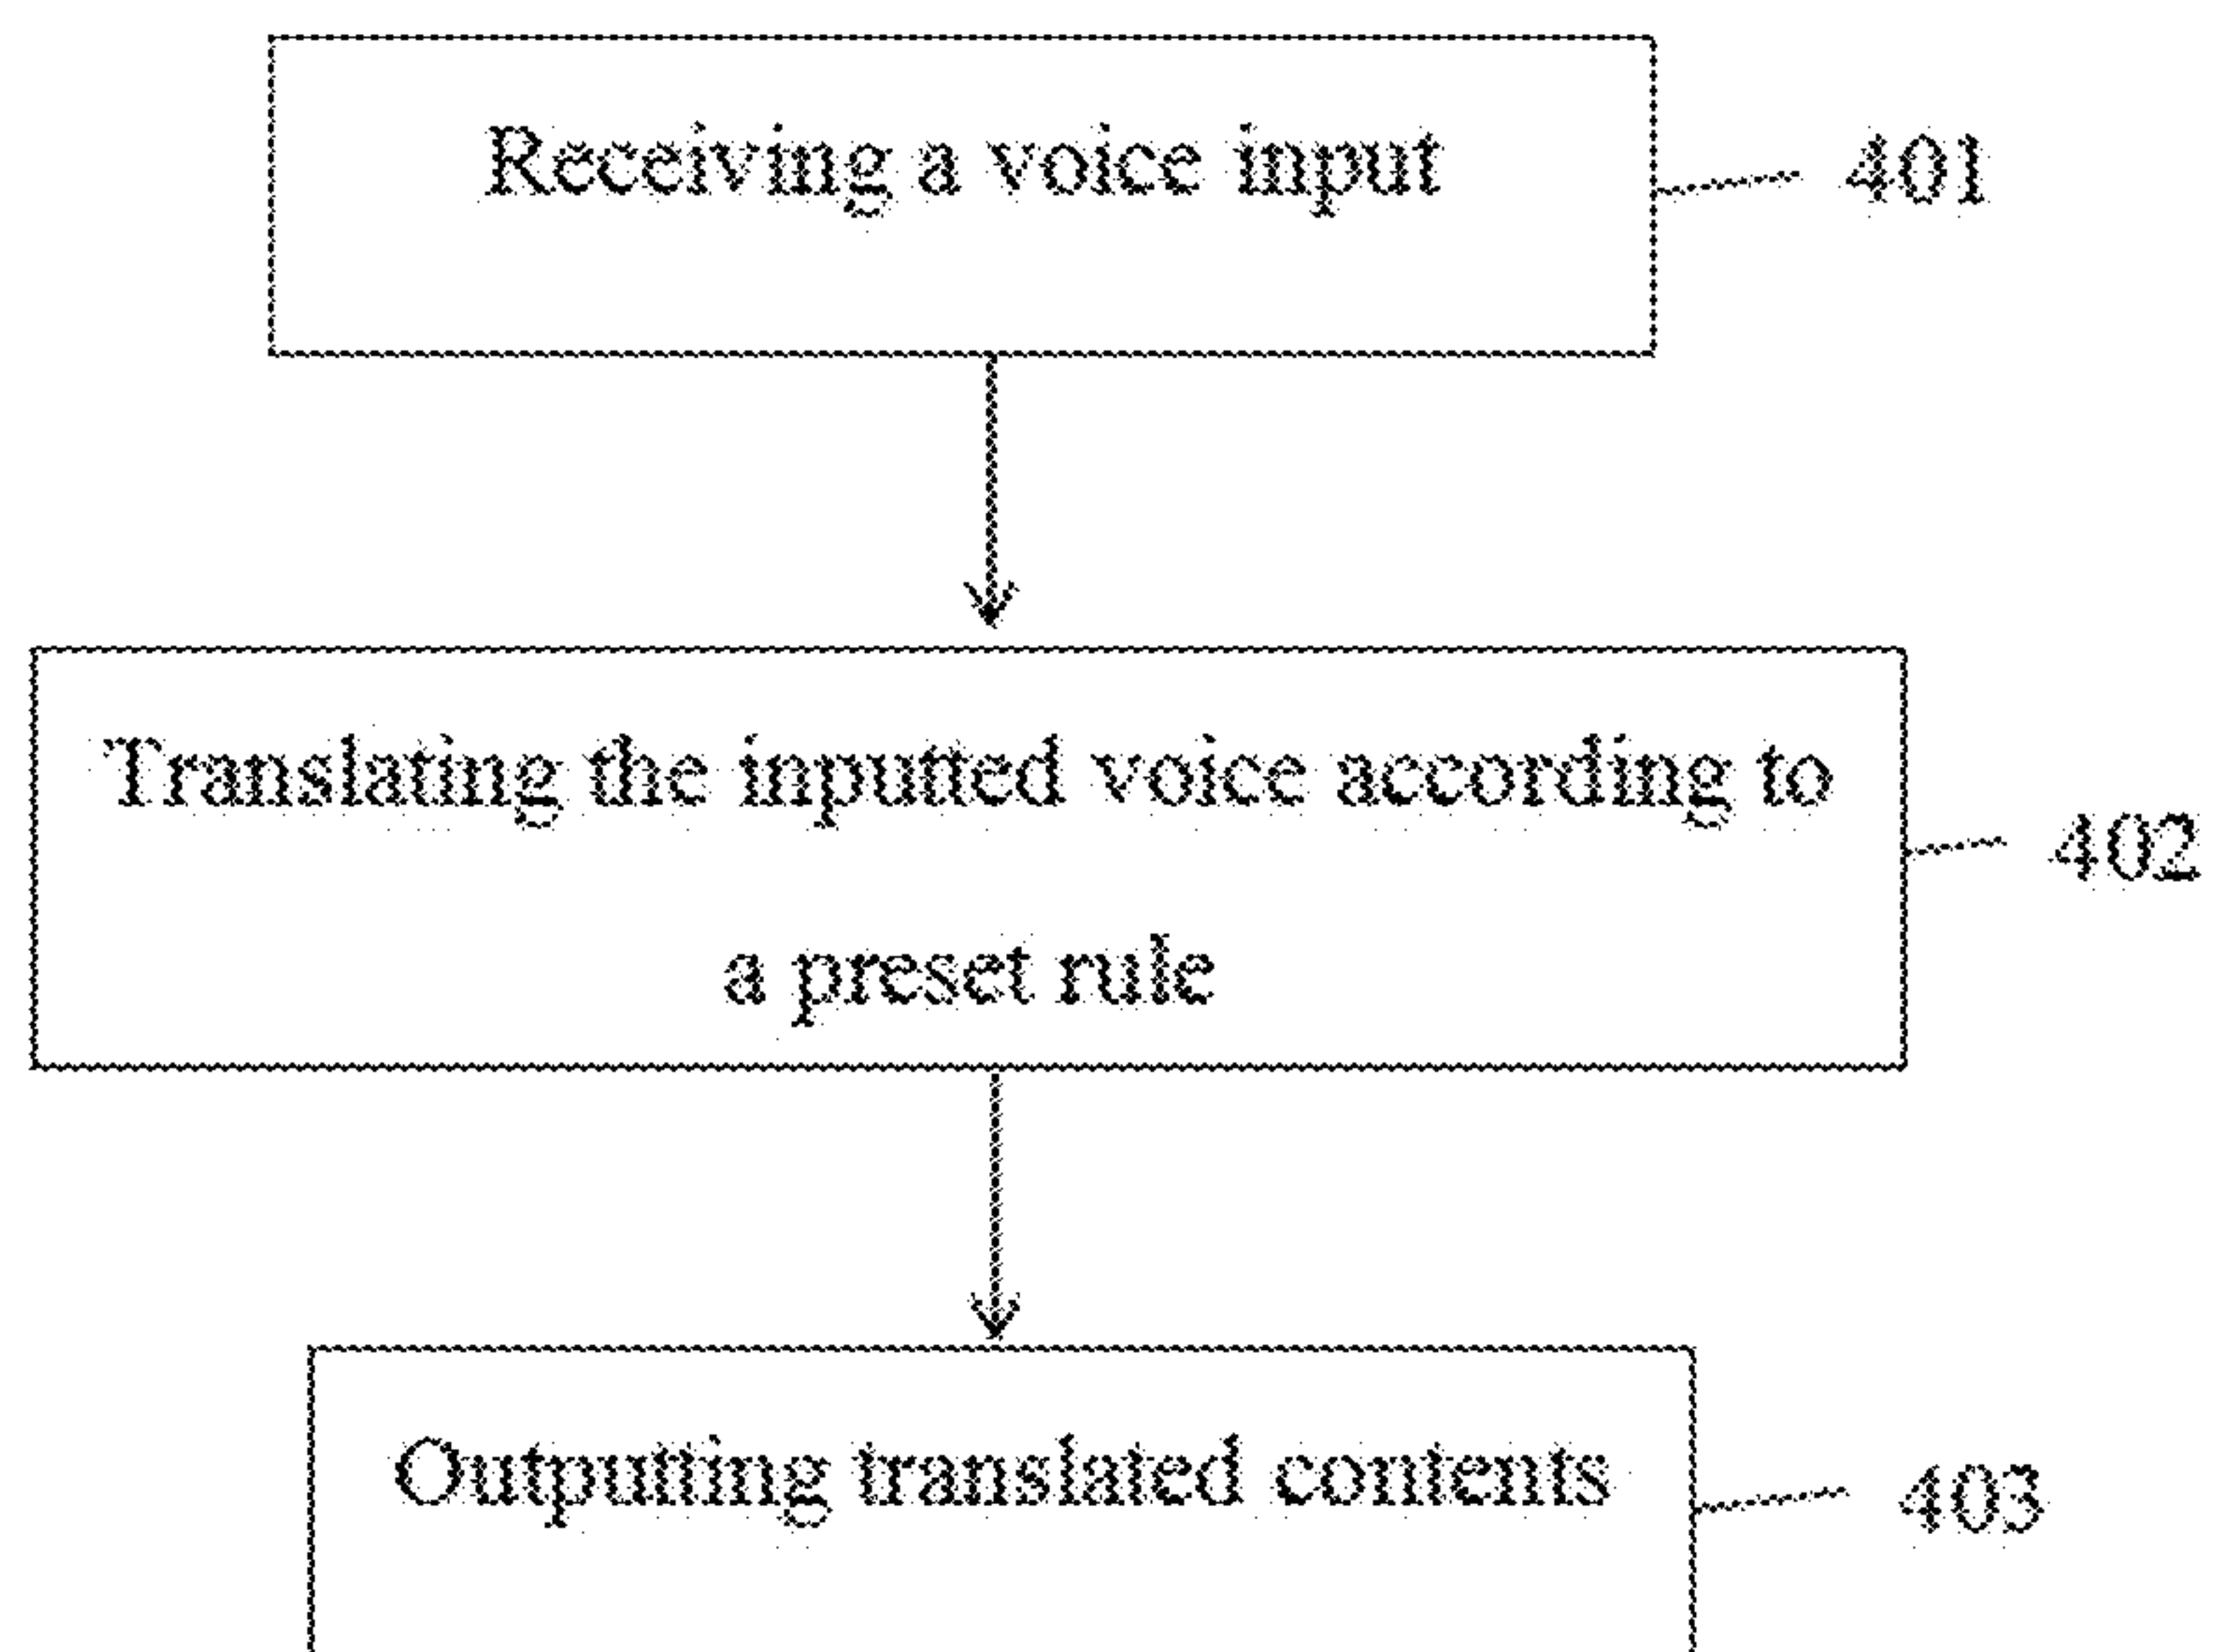 Receiving a voice input
401
Translating the inputted voice according to
402
a preset rule
Outputting translated contents
403